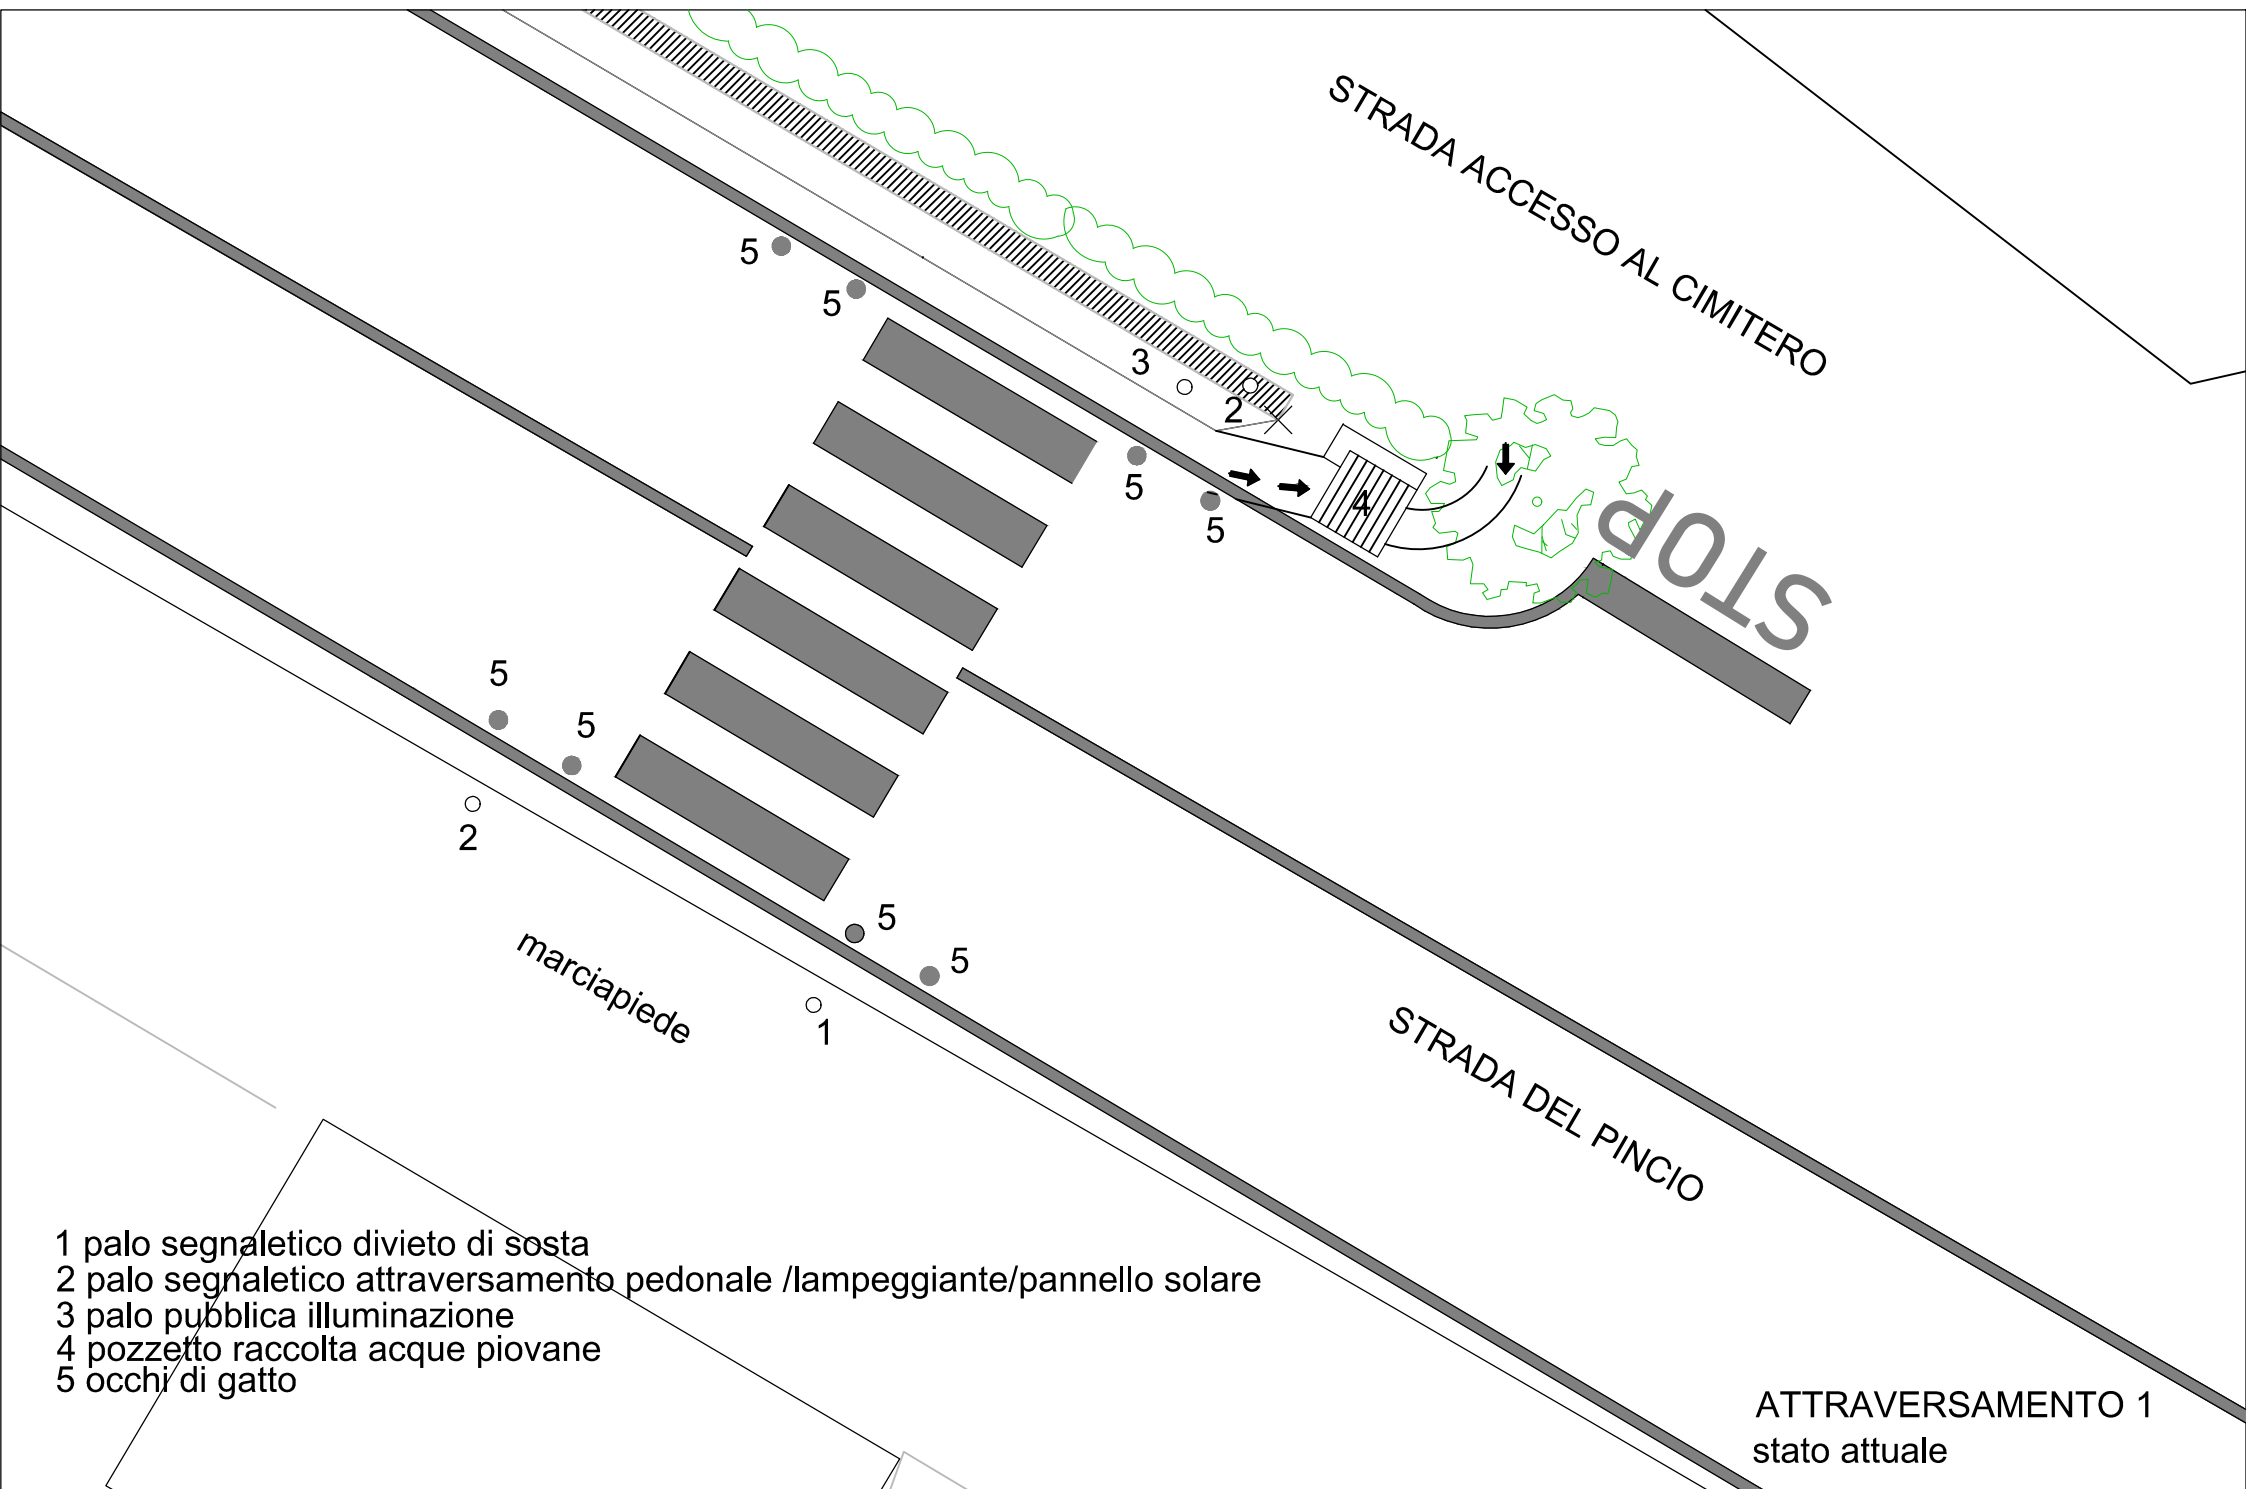 STRADA ACCESSO AL CIMITERO
5
5
3
2
5
4
5
STOP
5
5
2
5
5
marciapiede
1
STRADA DEL PINCIO
1 palo segnaletico divieto di sosta
2 palo segnaletico attraversamento pedonale /lampeggiante/pannello solare
3 palo pubblica illuminazione
4 pozzetto raccolta acque piovane
5 occhi di gatto
ATTRAVERSAMENTO 1
stato attuale